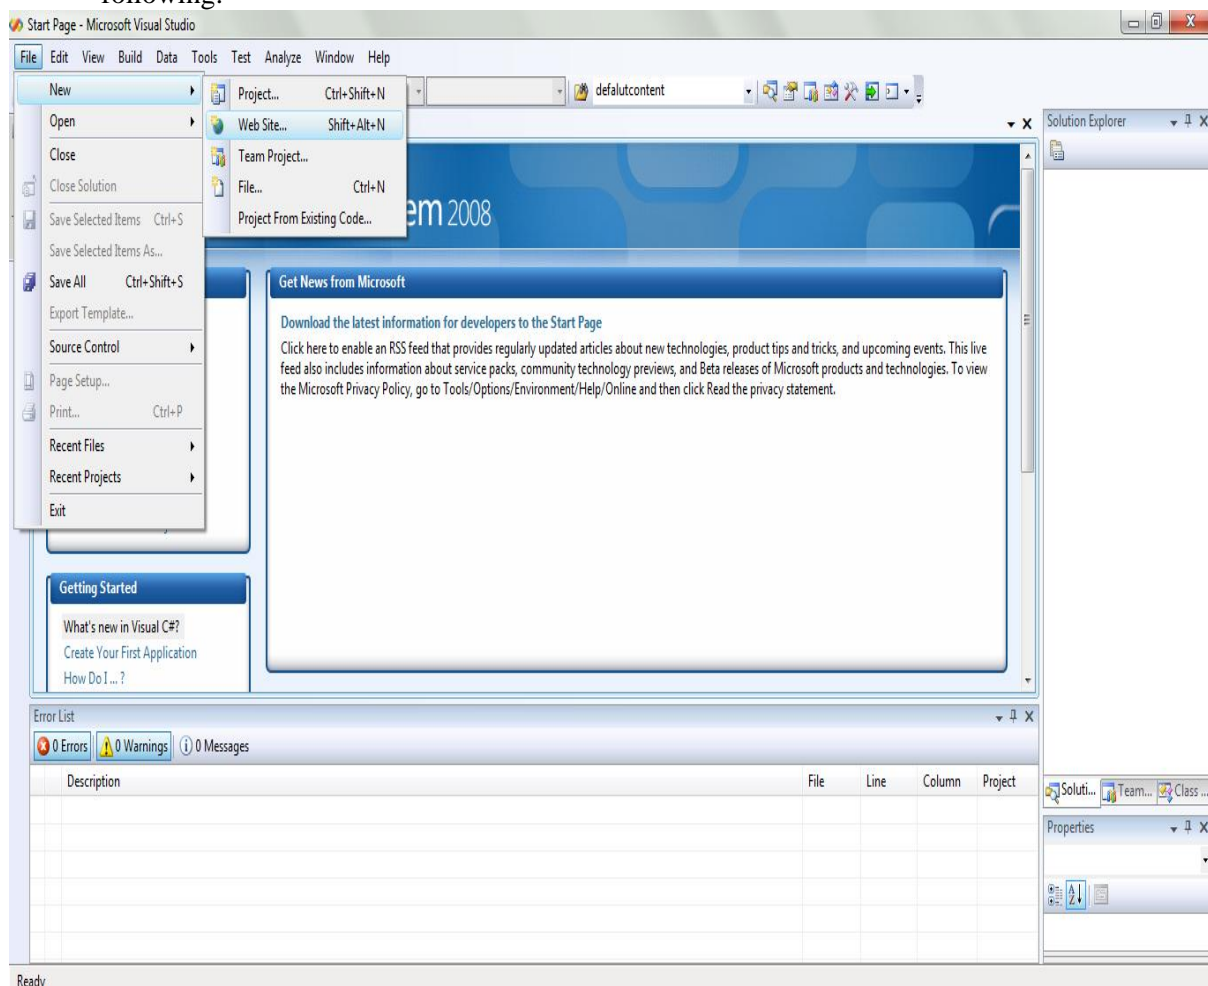 following:
Start Page - Microsoft Visual Studio
File Edit View Build Data Tools Test Analyze Window Help
New
Project... Ctrl+Shift+N
defalutcontent
Open
Web Site... Shift+Alt+N
Close
Team Project...
Close Solution
File... Ctrl+N
Save Selected Items Ctrl+S
Project From Existing Code...
em 2008
Save Selected Items As...
Save All Ctrl+Shift+S
Export Template...
Source Control
Page Setup...
Print... Ctrl+P
Recent Files
Recent Projects
Exit
Get News from Microsoft
Download the latest information for developers to the Start Page
Click here to enable an RSS feed that provides regularly updated articles about new technologies, product tips and tricks, and upcoming events. This live
feed also includes information about service packs, community technology previews, and Beta releases of Microsoft products and technologies. To view
the Microsoft Privacy Policy, go to Tools/Options/Environment/Help/Online and then click Read the privacy statement.
Getting Started
What's new in Visual C#?
Create Your First Application
How Do I ... ?
Solution Explorer
Soluti... Team... Class ...
Properties
Error List
0 Errors 0 Warnings 0 Messages
Description File Line Column Project
Ready